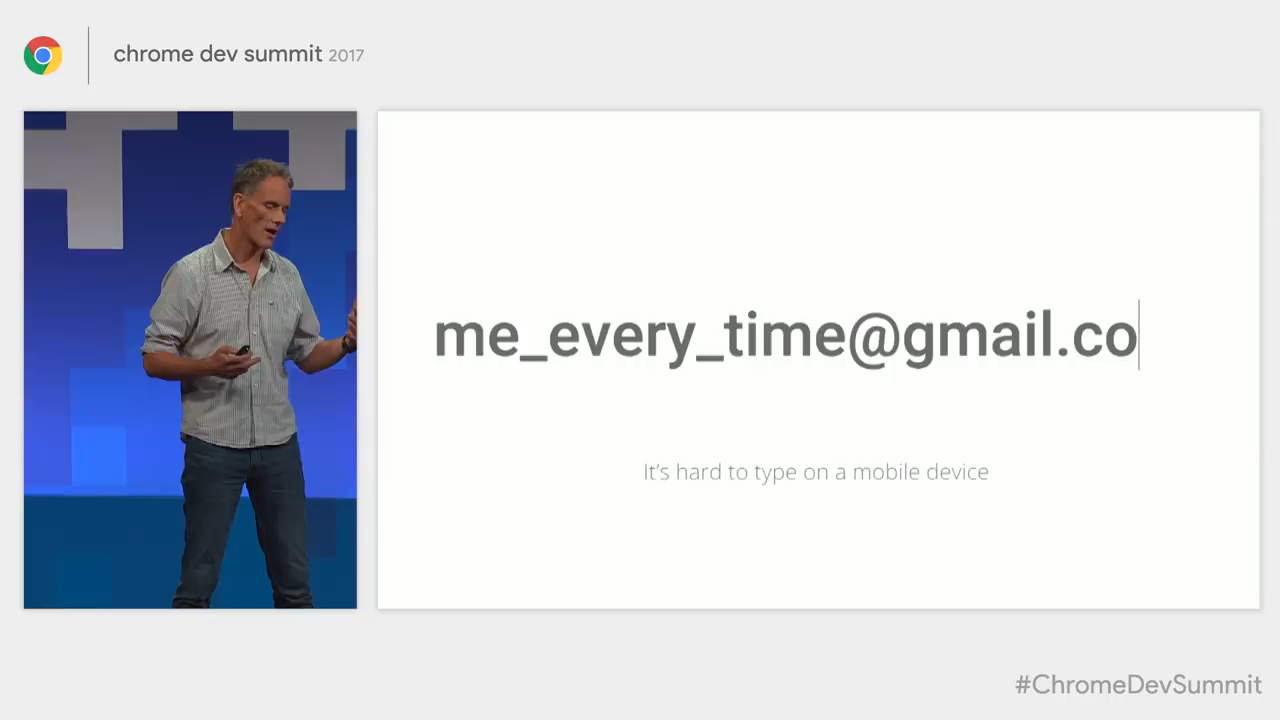 chrome dev summit 2017
me_every_time@gmail.co
It's hard to type on a mobile device
#ChromeDevSummit